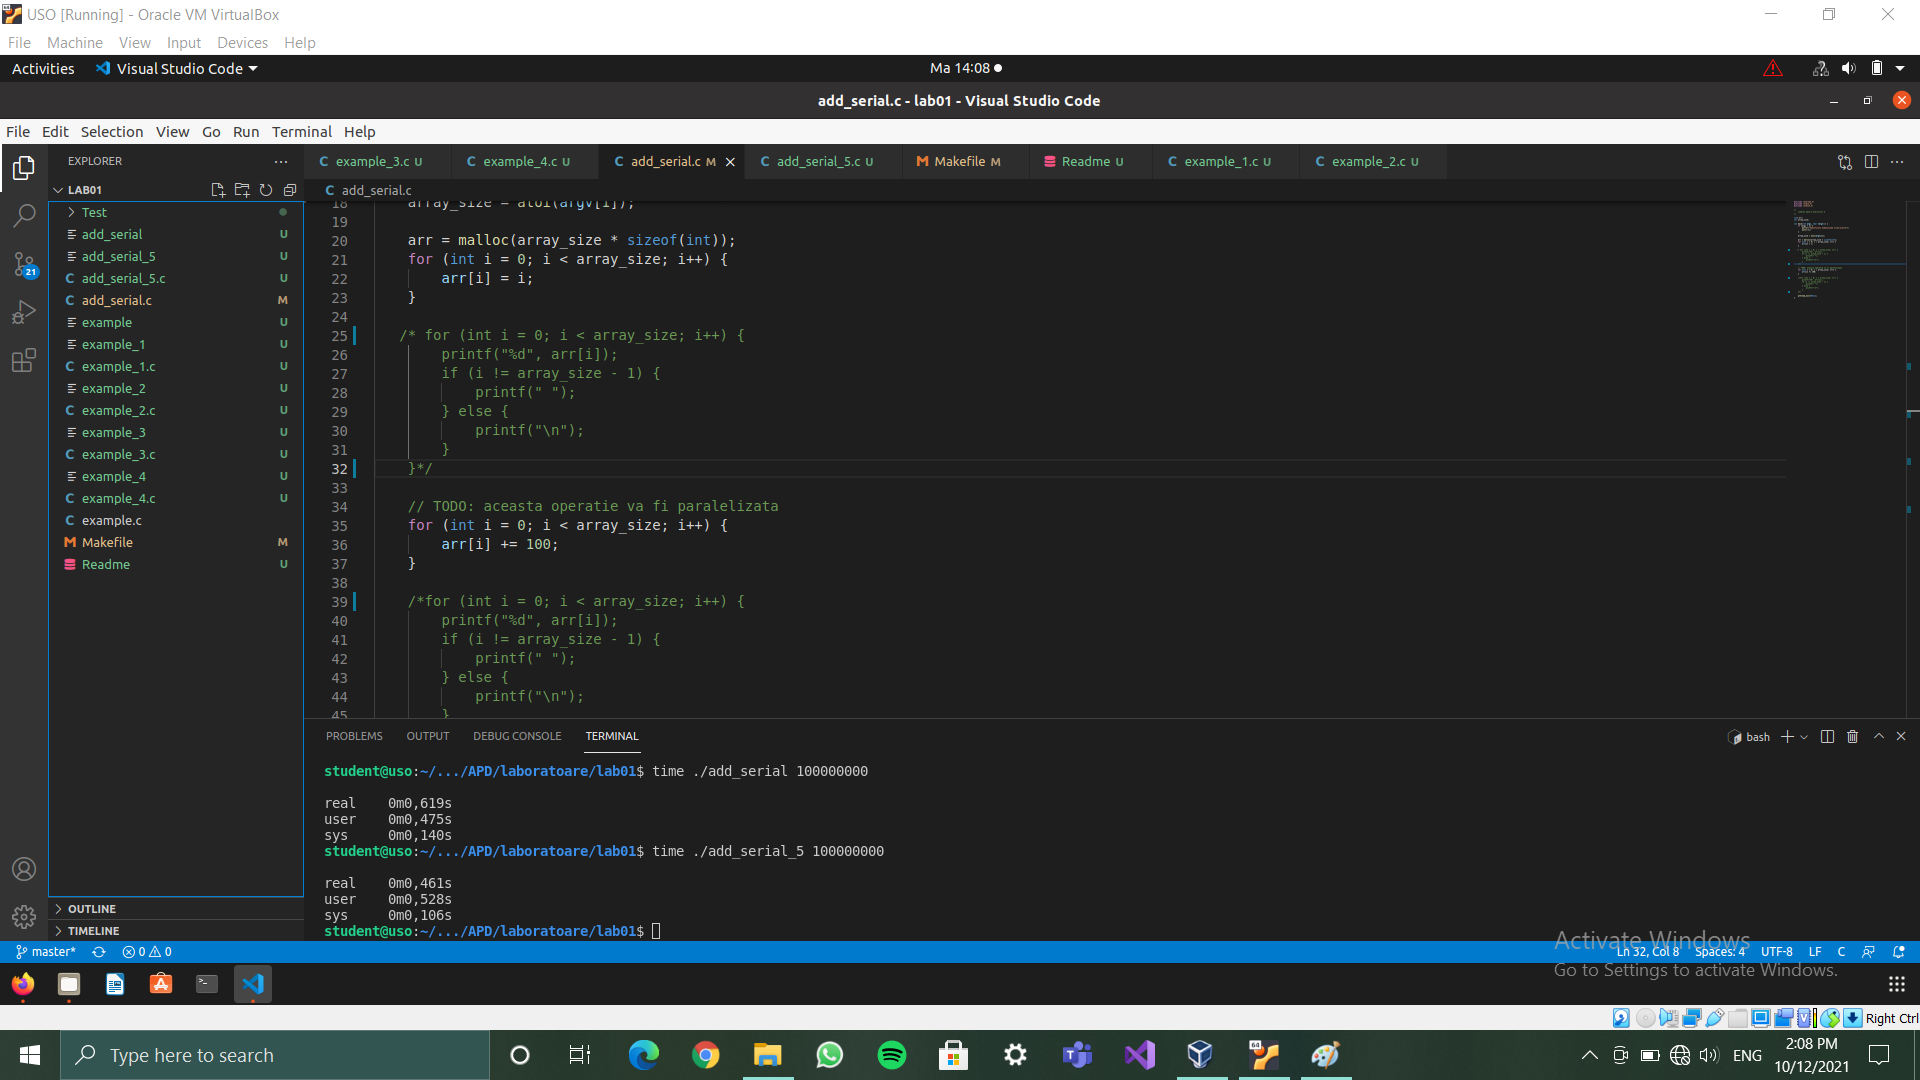 USO [Running] - Oracle VM VirtualBox
File Machine View Input Devices Help
Activities Visual Studio Code Ma 14:08
add_serial.c - lab01 - Visual Studio Code
File Edit Selection View Go Run Terminal Help
EXPLORER
example_3.c U example_4.c U add_serial.c M add_serial_5.c U Makefile M Readme U example_1.c U example_2.c U
LAB01
add_serial.c
Test
add_serial U
add_serial_5 U
add_serial_5.c U
add_serial.c M
example U
example_1 U
example_1.c U
example_2 U
example_2.c U
example_3 U
example_3.c U
example_4 U
example_4.c U
example.c
Makefile M
Readme U
OUTLINE
TIMELINE
21
18 array_size = atoi(argv[1]);
19
20 arr = malloc(array_size * sizeof(int));
21 for (int i = 0; i < array_size; i++) {
22 arr[i] = i;
23 }
24
25 /* for (int i = 0; i < array_size; i++) {
26 printf("%d", arr[i]);
27 if (i != array_size - 1) {
28 printf(" ");
29 } else {
30 printf("\n");
31 }
32 }*/
33
34 // TODO: aceasta operatie va fi paralelizata
35 for (int i = 0; i < array_size; i++) {
36 arr[i] += 100;
37 }
38
39 /*for (int i = 0; i < array_size; i++) {
40 printf("%d", arr[i]);
41 if (i != array_size - 1) {
42 printf(" ");
43 } else {
44 printf("\n");
45 }
PROBLEMS OUTPUT DEBUG CONSOLE TERMINAL bash
student@uso:~/.../APD/laboratoare/lab01$ time ./add_serial 100000000
real 0m0,619s
user 0m0,475s
sys 0m0,140s
student@uso:~/.../APD/laboratoare/lab01$ time ./add_serial_5 100000000
real 0m0,461s
user 0m0,528s
sys 0m0,106s
student@uso:~/.../APD/laboratoare/lab01$
master* 0 0 Ln 32, Col 8 Spaces: 4 UTF-8 LF C
Activate Windows
Go to Settings to activate Windows.
Right Ctrl
Type here to search
ENG
2:08 PM
10/12/2021